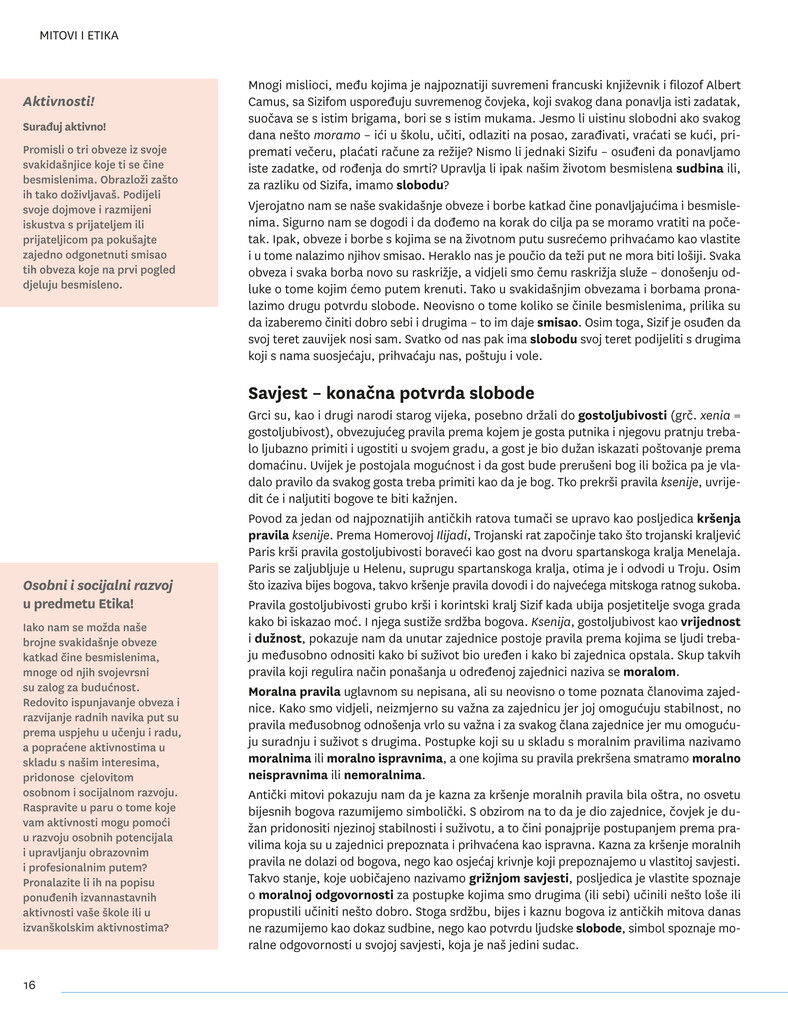 MITOVI I ETIKA
Aktivnosti!
Surađuj aktivno!
Promisli o tri obveze iz svoje
svakidašnjice koje ti se čine
besmislenima. Obrazloži zašto
ih tako doživljavaš. Podijeli
svoje dojmove i razmijeni
iskustva s prijateljem ili
prijateljicom pa pokušajte
zajedno odgonetnuti smisao
tih obveza koje na prvi pogled
djeluju besmisleno.
Mnogi mislioci, među kojima je najpoznatiji suvremeni francuski književnik i filozof Albert
Camus, sa Sizifom uspoređuju suvremenog čovjeka, koji svakog dana ponavlja isti zadatak,
suočava se s istim brigama, bori se s istim mukama. Jesmo li uistinu slobodni ako svakog
dana nešto moramo – ići u školu, učiti, odlaziti na posao, zarađivati, vraćati se kući, pri-
premati večeru, plaćati račune za režije? Nismo li jednaki Sizifu – osuđeni da ponavljamo
iste zadatke, od rođenja do smrti? Upravlja li ipak našim životom besmislena sudbina ili,
za razliku od Sizifa, imamo slobodu?
Vjerojatno nam se naše svakidašnje obveze i borbe katkad čine ponavljajućima i besmisle-
nima. Sigurno nam se dogodi i da dođemo na korak do cilja pa se moramo vratiti na poče-
tak. Ipak, obveze i borbe s kojima se na životnom putu susrećemo prihvaćamo kao vlastite
i u tome nalazimo njihov smisao. Heraklo nas je poučio da teži put ne mora biti lošiji. Svaka
obveza i svaka borba novo su raskrižje, a vidjeli smo čemu raskrižja služe – donošenju od-
luke o tome kojim ćemo putem krenuti. Tako u svakidašnjim obvezama i borbama prona-
lazimo drugu potvrdu slobode. Neovisno o tome koliko se činile besmislenima, prilika su
da izaberemo činiti dobro sebi i drugima – to im daje smisao. Osim toga, Sizif je osuđen da
svoj teret zauvijek nosi sam. Svatko od nas pak ima slobodu svoj teret podijeliti s drugima
koji s nama suosjećaju, prihvaćaju nas, poštuju i vole.
Savjest – konačna potvrda slobode
Grci su, kao i drugi narodi starog vijeka, posebno držali do gostoljubivosti (grč. xenia =
gostoljubivost), obvezujućeg pravila prema kojem je gosta putnika i njegovu pratnju treba-
lo ljubazno primiti i ugostiti u svojem gradu, a gost je bio dužan iskazati poštovanje prema
domaćinu. Uvijek je postojala mogućnost i da gost bude prerušeni bog ili božica pa je vla-
dalo pravilo da svakog gosta treba primiti kao da je bog. Tko prekrši pravila ksenije, uvrije-
dit će i naljutiti bogove te biti kažnjen.
Povod za jedan od najpoznatijih antičkih ratova tumači se upravo kao posljedica kršenja
pravila ksenije. Prema Homerovoj Ilijadi, Trojanski rat započinje tako što trojanski kraljević
Paris krši pravila gostoljubivosti boraveći kao gost na dvoru spartanskoga kralja Menelaja.
Paris se zaljubljuje u Helenu, suprugu spartanskoga kralja, otima je i odvodi u Troju. Osim
što izaziva bijes bogova, takvo kršenje pravila dovodi i do najvećega mitskoga ratnog sukoba.
Pravila gostoljubivosti grubo krši i korintski kralj Sizif kada ubija posjetitelje svoga grada
kako bi iskazao moć. I njega sustiže srdžba bogova. Ksenija, gostoljubivost kao vrijednost
i dužnost, pokazuje nam da unutar zajednice postoje pravila prema kojima se ljudi treba-
ju međusobno odnositi kako bi suživot bio uređen i kako bi zajednica opstala. Skup takvih
pravila koji regulira način ponašanja u određenoj zajednici naziva se moralom.
Moralna pravila uglavnom su nepisana, ali su neovisno o tome poznata članovima zajed-
nice. Kako smo vidjeli, neizmjerno su važna za zajednicu jer joj omogućuju stabilnost, no
pravila međusobnog odnošenja vrlo su važna i za svakog člana zajednice jer mu omoguću-
ju suradnju i suživot s drugima. Postupke koji su u skladu s moralnim pravilima nazivamo
moralnima ili moralno ispravnima, a one kojima su pravila prekršena smatramo moralno
neispravnima ili nemoralnima.
Antički mitovi pokazuju nam da je kazna za kršenje moralnih pravila bila oštra, no osvetu
bijesnih bogova razumijemo simbolički. S obzirom na to da je dio zajednice, čovjek je du-
žan pridonositi njezinoj stabilnosti i suživotu, a to čini ponajprije postupanjem prema pra-
vilima koja su u zajednici prepoznata i prihvaćena kao ispravna. Kazna za kršenje moralnih
pravila ne dolazi od bogova, nego kao osjećaj krivnje koji prepoznajemo u vlastitoj savjesti.
Takvo stanje, koje uobičajeno nazivamo grižnjom savjesti, posljedica je vlastite spoznaje
o moralnoj odgovornosti za postupke kojima smo drugima (ili sebi) učinili nešto loše ili
propustili učiniti nešto dobro. Stoga srdžbu, bijes i kaznu bogova iz antičkih mitova danas
ne razumijemo kao dokaz sudbine, nego kao potvrdu ljudske slobode, simbol spoznaje mo-
ralne odgovornosti u svojoj savjesti, koja je naš jedini sudac.
Osobni i socijalni razvoj
u predmetu Etika!
Iako nam se možda naše
brojne svakidašnje obveze
katkad čine besmislenima,
mnoge od njih svojevrsni
su zalog za budućnost.
Redovito ispunjavanje obveza i
razvijanje radnih navika put su
prema uspjehu u učenju i radu,
a popraćene aktivnostima u
skladu s našim interesima,
pridonose cjelovitom
osobnom i socijalnom razvoju.
Raspravite u paru o tome koje
vam aktivnosti mogu pomoći
u razvoju osobnih potencijala
i upravljanju obrazovnim
i profesionalnim putem?
Pronalazite li ih na popisu
ponuđenih izvannastavnih
aktivnosti vaše škole ili u
izvanškolskim aktivnostima?
16